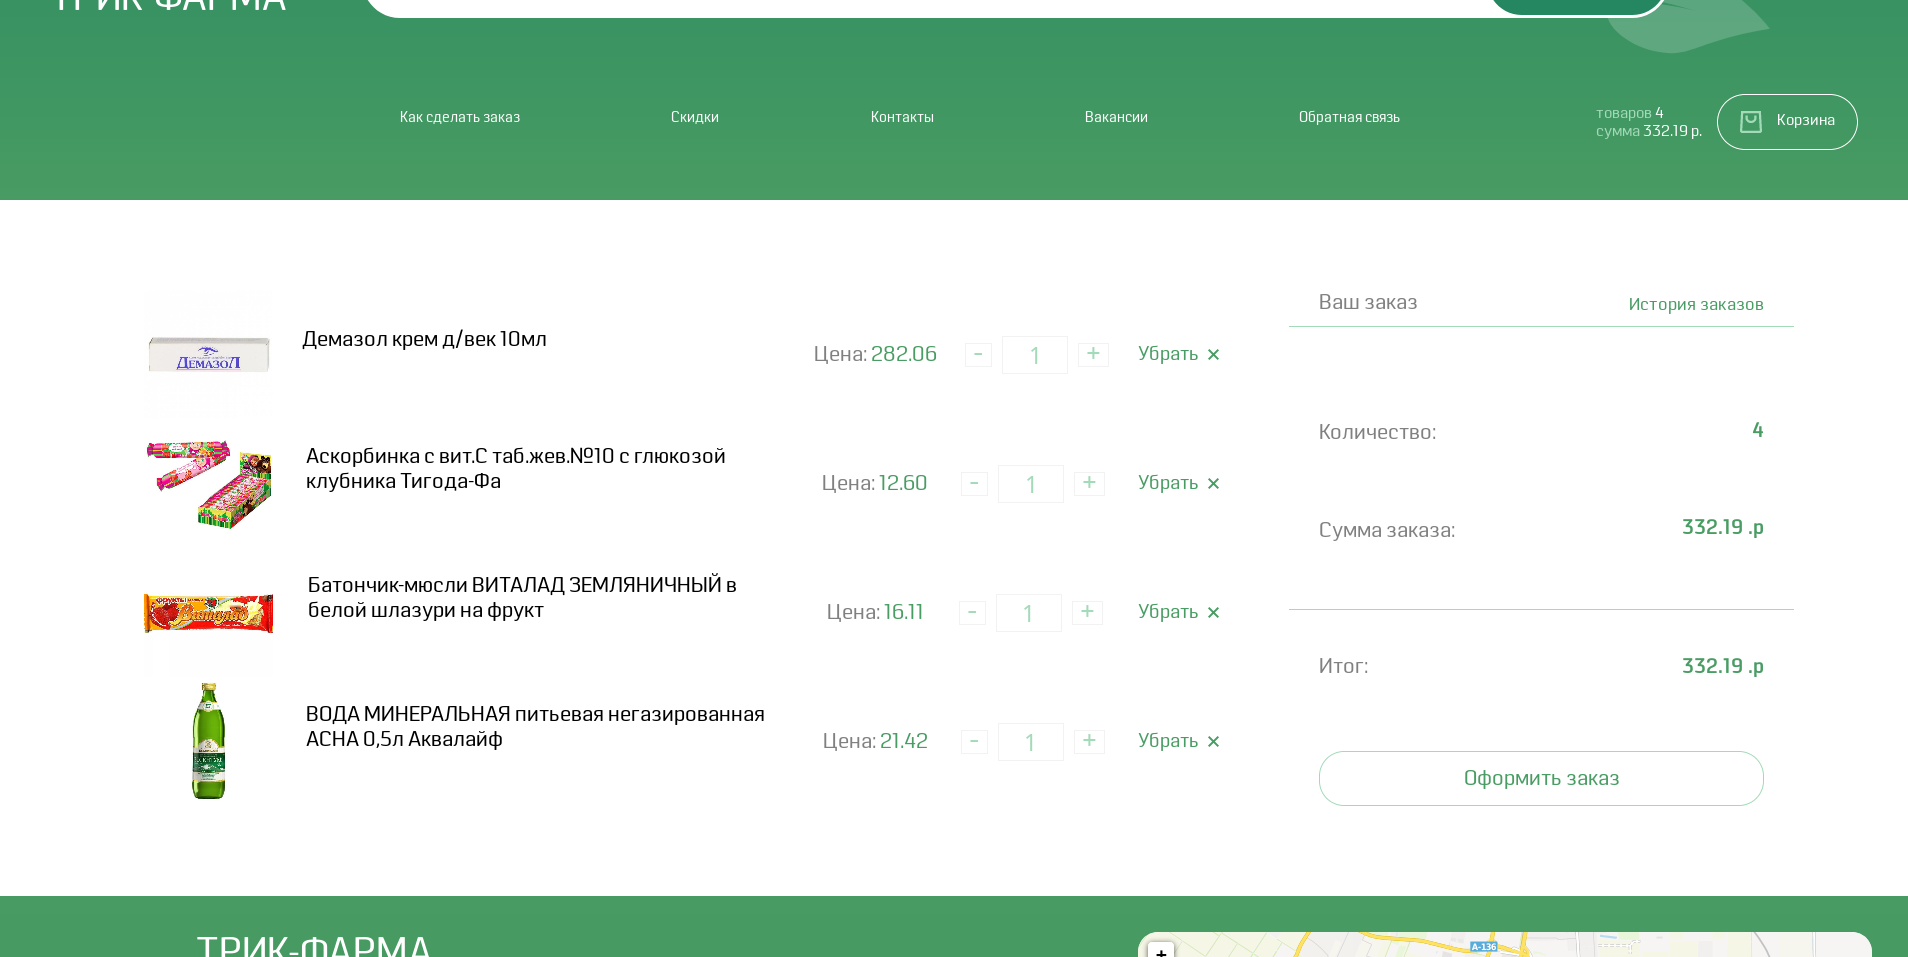 ТРИК-ФАРМА
Как сделать заказ
Скидки
Контакты
Вакансии
Обратная связь
товаров 4
сумма 332.19 р.
Корзина
Демазол крем д/век 10мл
Цена: 282.06
-
1
+
Убрать ✕
ДЕМАЗОЛ
Аскорбинка с вит.С таб.жев.№10 с глюкозой
клубника Тигода-Фа
Цена: 12.60
-
1
+
Убрать ✕
Батончик-мюсли ВИТАЛАД ЗЕМЛЯНИЧНЫЙ в
белой шлазури на фрукт
Цена: 16.11
-
1
+
Убрать ✕
Виталад
ВОДА МИНЕРАЛЬНАЯ питьевая негазированная
АСНА 0,5л Аквалайф
Цена: 21.42
-
1
+
Убрать ✕
Ваш заказ
История заказов
Количество:
4
Сумма заказа:
332.19 .р
Итог:
332.19 .р
Оформить заказ
ТРИК-ФАРМА
+
А-136